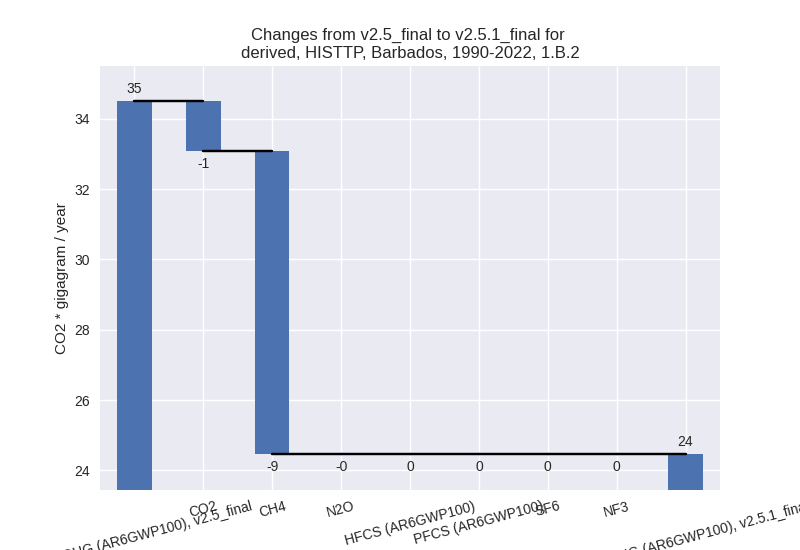 Changes from v2.5_final to v2.5.1_final for
derived, HISTTP, Barbados, 1990-2022, 1.B.2
CO2 * gigagram / year
34
32
30
28
26
24
35
-1
-9
-0
0
0
0
0
24
(AR6GWP100), v2.5_final
CO2
CH4
N2O
HFCS (AR6GWP100)
PFCS (AR6GWP100)
SF6
NF3
(AR6GWP100), v2.5.1_final